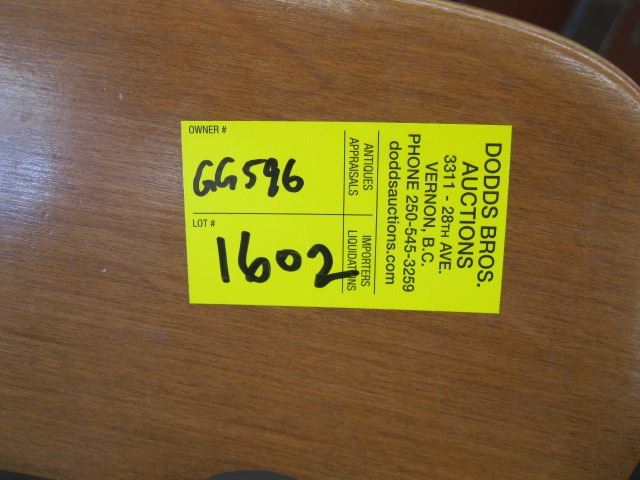 DODDS BROS.
AUCTIONS
3311 - 28TH AVE.
VERNON, B.C.
PHONE 250-545-3259
doddsauctions.com
ANTIQUES
APPRAISALS
IMPORTERS
LIQUIDATIONS
OWNER #
GG596
LOT #
1602